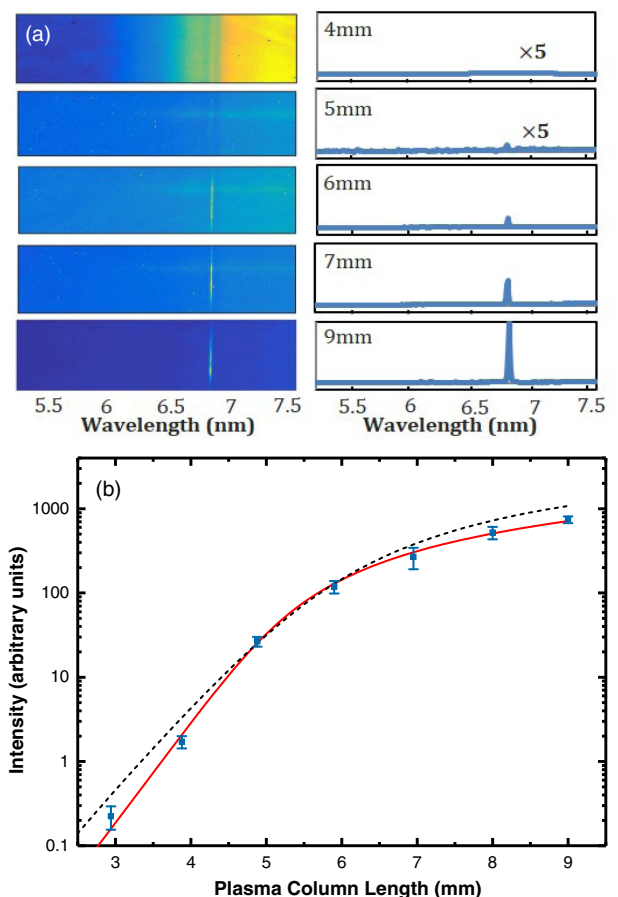 (a)
4mm
×5
5mm
×5
6mm
7mm
9mm
5.5 6 6.5 7 7.5
Wavelength (nm)
5.5 6 6.5 7 7.5
Wavelength (nm)
(b)
1000
100
10
1
0.1
Intensity (arbitrary units)
3 4 5 6 7 8 9
Plasma Column Length (mm)